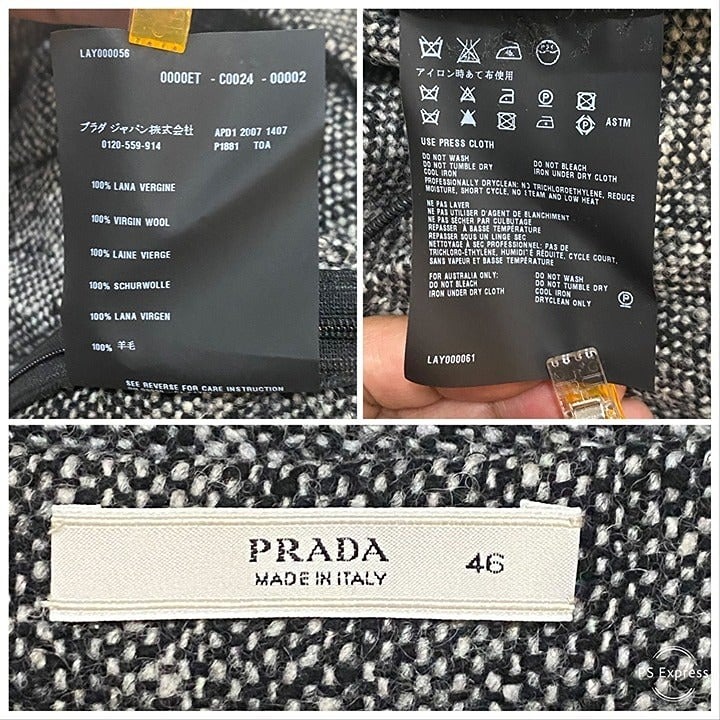 LAY000056
0000ET - C0024 - 00002
プラダ ジャパン株式会社 APD1 2007 1407
0120-559-914 P1881 TOA
100% LANA VERGINE
100% VIRGIN WOOL
100% LAINE VIERGE
100% SCHURWOLLE
100% LANA VIRGEN
100% 羊毛
SEE REVERSE FOR CARE INSTRUCTION
アイロン時あて布使用
ASTM
USE PRESS CLOTH
DO NOT WASH DO NOT BLEACH
DO NOT TUMBLE DRY IRON UNDER DRY CLOTH
COOL IRON
PROFESSIONALLY DRYCLEAN: NO TRICHLOROETHYLENE, REDUCE
MOISTURE, SHORT CYCLE, NO STEAM AND LOW HEAT
NE PAS LAVER
NE PAS UTILISER D'AGENT DE BLANCHIMENT
NE PAS SÉCHER PAR CULBUTAGE
REPASSER À BASSE TEMPÉRATURE
REPASSER SOUS UN LINGE SEC
NETTOYAGE À SEC PROFESSIONNEL: PAS DE
TRICHLORO-ÉTHYLÈNE, HUMIDITÉ RÉDUITE, CYCLE COURT,
SANS VAPEUR ET BASSE TEMPÉRATURE
FOR AUSTRALIA ONLY: DO NOT WASH
DO NOT BLEACH DO NOT TUMBLE DRY
IRON UNDER DRY CLOTH COOL IRON
DRYCLEAN ONLY
P
LAY000061
PRADA
MADE IN ITALY 46
PS Express